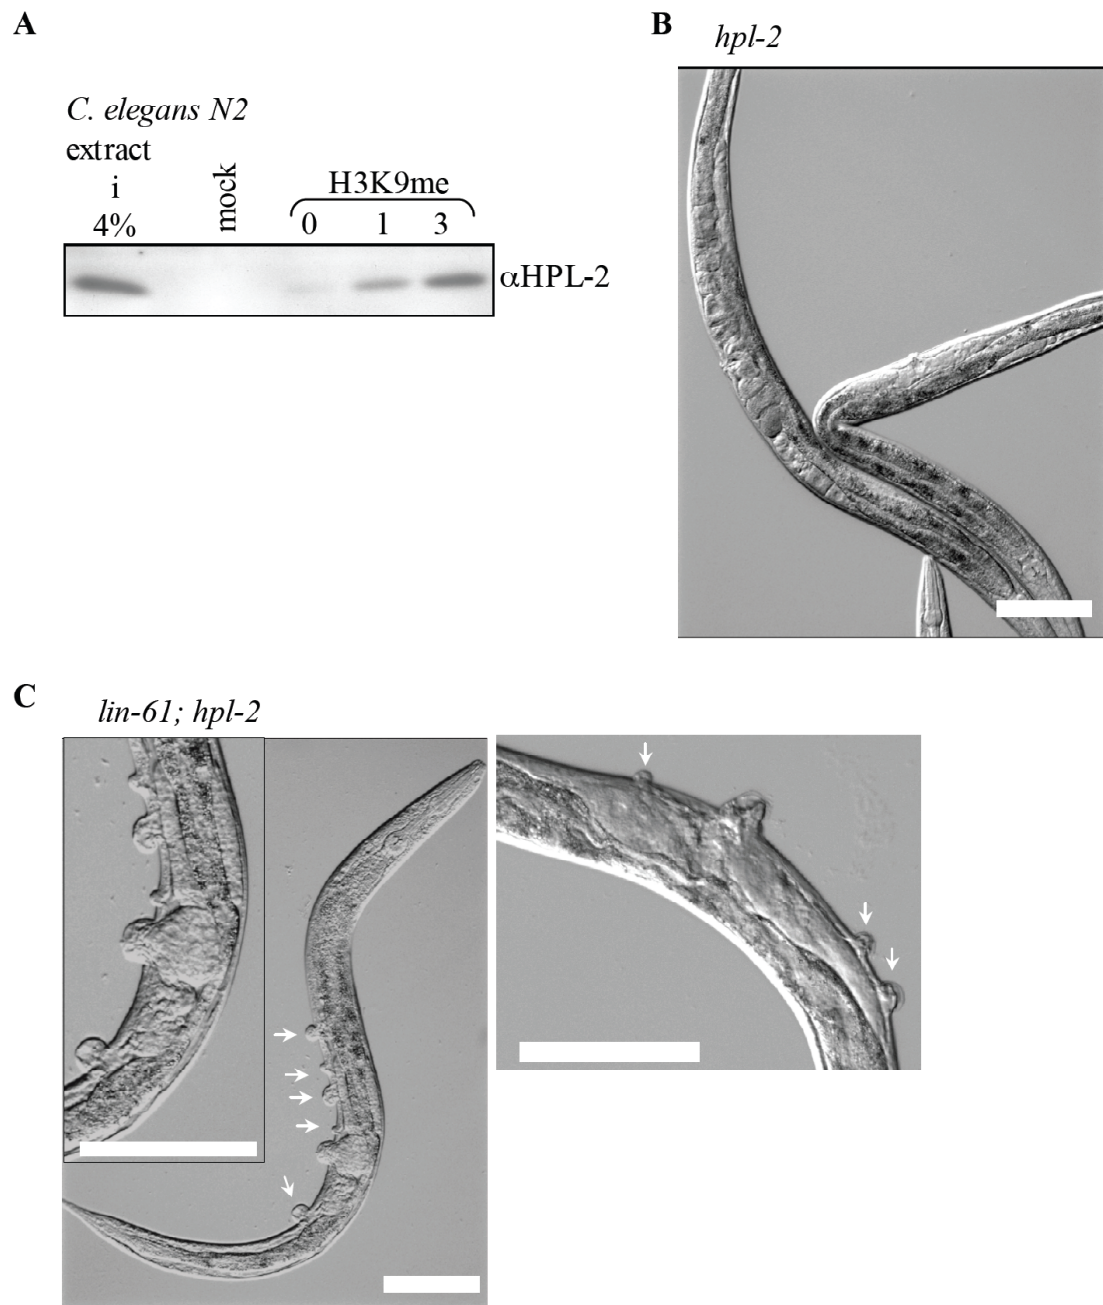 A
C. elegans N2
extract
i
4%
mock
H3K9me
0 1 3
αHPL-2
B
hpl-2
C
lin-61; hpl-2